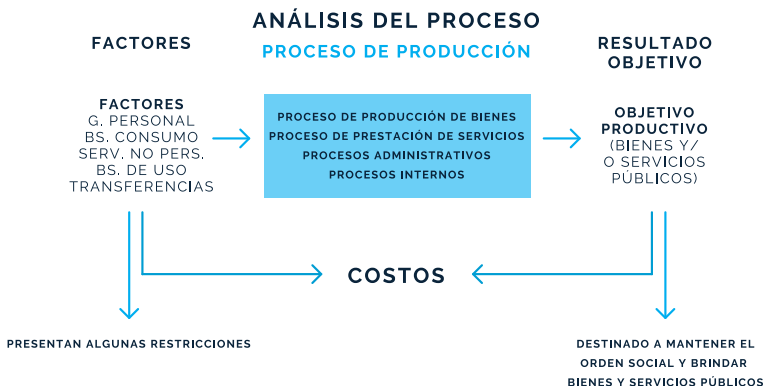 ANÁLISIS DEL PROCESO
PROCESO DE PRODUCCIÓN
FACTORES
RESULTADO
OBJETIVO
FACTORES
G. PERSONAL
BS. CONSUMO
SERV. NO PERS.
BS. DE USO
TRANSFERENCIAS
PROCESO DE PRODUCCIÓN DE BIENES
PROCESO DE PRESTACIÓN DE SERVICIOS
PROCESOS ADMINISTRATIVOS
PROCESOS INTERNOS
OBJETIVO
PRODUCTIVO
(BIENES Y/
O SERVICIOS
PÚBLICOS)
COSTOS
PRESENTAN ALGUNAS RESTRICCIONES
DESTINADO A MANTENER EL
ORDEN SOCIAL Y BRINDAR
BIENES Y SERVICIOS PÚBLICOS